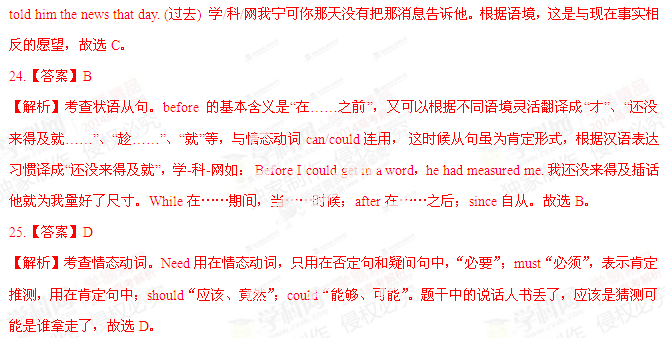 told him the news that day. (过去)  学/科/网我宁可你那天没有把那消息告诉他。根据语境，这是与现在事实相
反的愿望，故选 C。
24.【答案】B
【解析】考查状语从句。before 的基本含义是“在……之前”，又可以根据不同语境灵活翻译成“才”、“还没
来得及就……”、“趁……”、“就”等，与情态动词 can/could 连用， 这时候从句虽为肯定形式，根据汉语表达
习惯译成“还没来得及就”，学-科-网如： Before I could get in a word, he had measured me. 我还没来得及插话
他就为我量好了尺寸。While 在……期间，当……时候；after 在……之后；since 自从。故选 B。
25.【答案】D
【解析】考查情态动词。Need 用在情态动词，只用在否定句和疑问句中，“必要”；must “必须”，表示肯定
推测，用在肯定句中；should “应该、竟然”；could “能够、可能”。题干中的说话人书丢了，应该是猜测可
能是谁拿走了，故选 D。